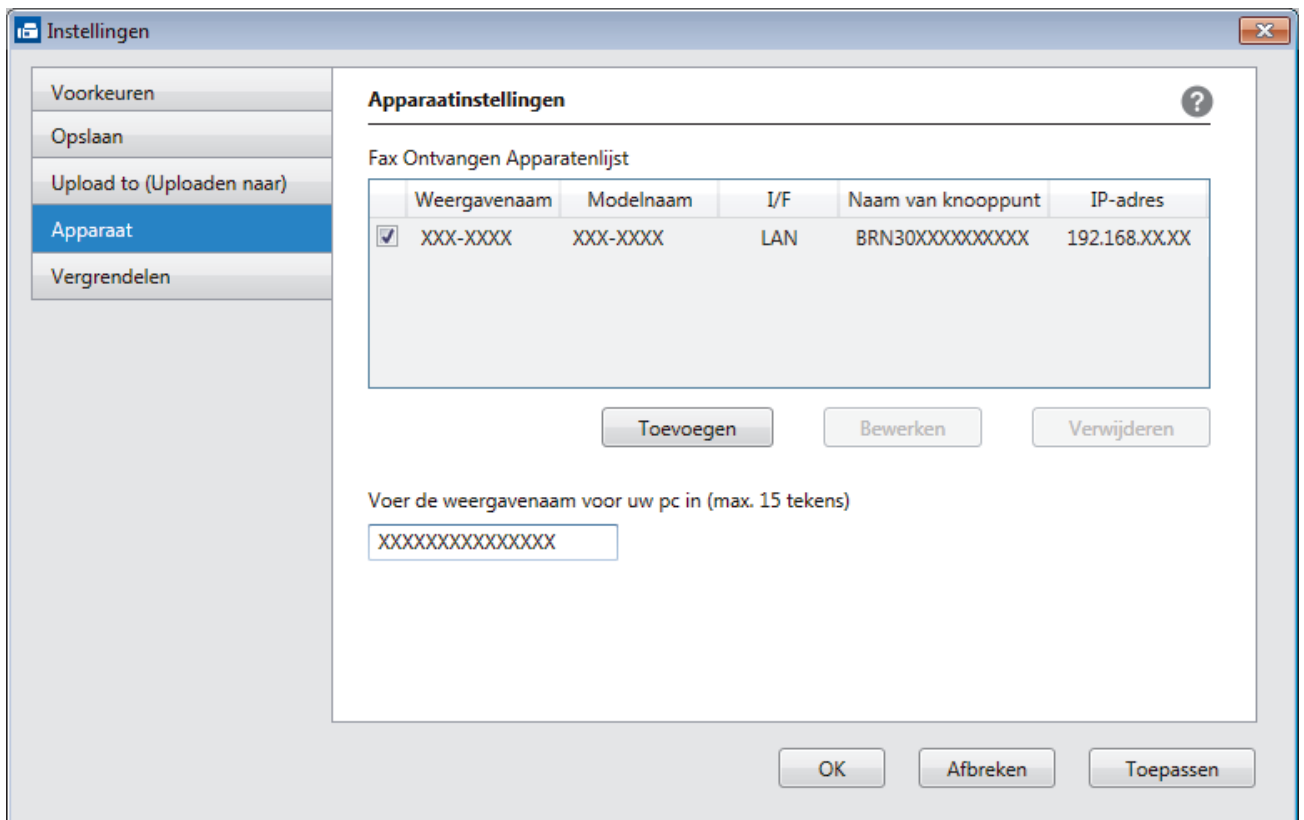 Instellingen
Voorkeuren
Opslaan
Upload to (Uploaden naar)
Apparaat
Vergrendelen
Apparaatinstellingen
?
Fax Ontvangen Apparatenlijst
Weergavenaam Modelnaam I/F Naam van knooppunt IP-adres
XXX-XXXX XXX-XXXX LAN BRN30XXXXXXXXXX 192.168.XX.XX
Toevoegen Bewerken Verwijderen
Voer de weergavenaam voor uw pc in (max. 15 tekens)
XXXXXXXXXXXXXXX
OK Afbreken Toepassen